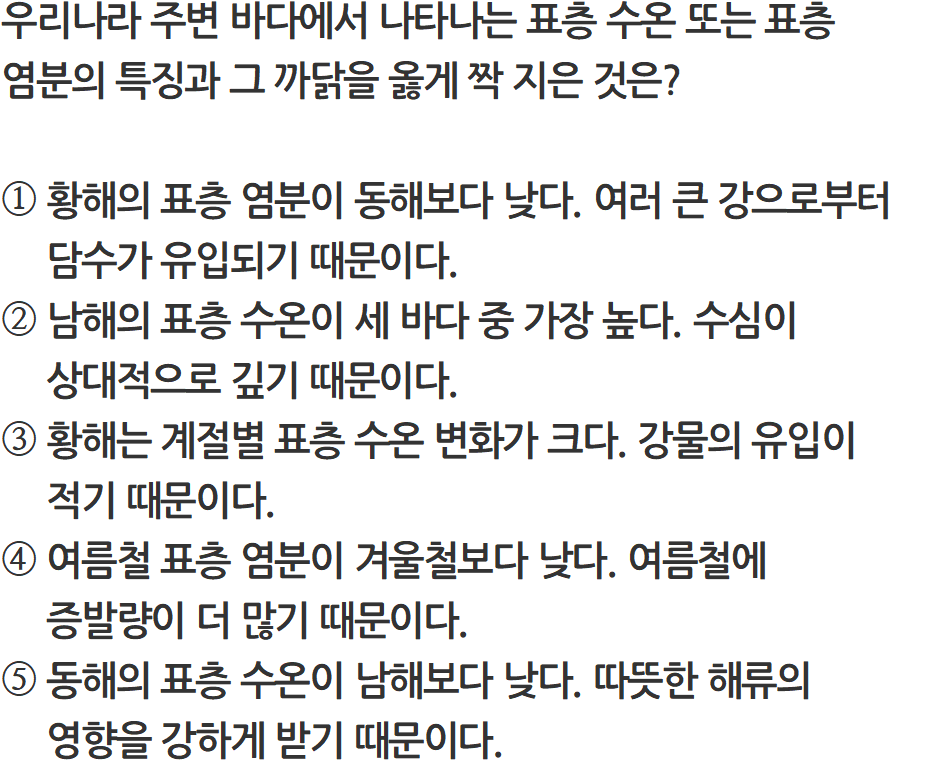 우리나라 주변 바다에서 나타나는 표층 수온 또는 표층
염분의 특징과 그 까닭을 옳게 짝 지은 것은?
① 황해의 표층 염분이 동해보다 낮다. 여러 큰 강으로부터
담수가 유입되기 때문이다.
② 남해의 표층 수온이 세 바다 중 가장 높다. 수심이
상대적으로 깊기 때문이다.
③ 황해는 계절별 표층 수온 변화가 크다. 강물의 유입이
적기 때문이다.
④ 여름철 표층 염분이 겨울철보다 낮다. 여름철에
증발량이 더 많기 때문이다.
⑤ 동해의 표층 수온이 남해보다 낮다. 따뜻한 해류의
영향을 강하게 받기 때문이다.